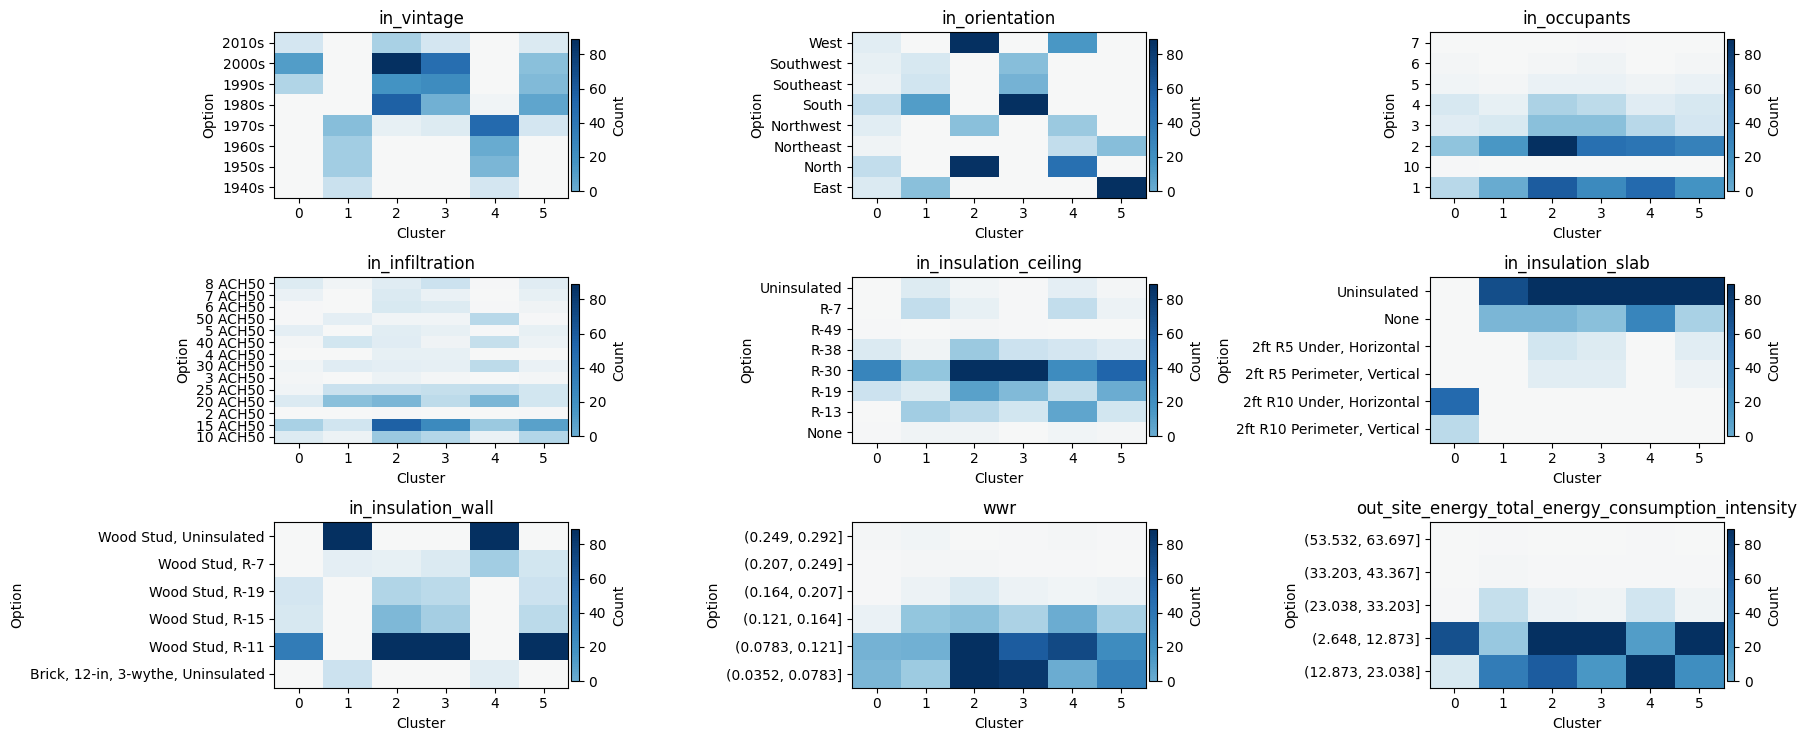 in_vintage
2010s
2000s
1990s
1980s
1970s
1960s
1950s
1940s
Option
0 1 2 3 4 5
Cluster
80
60
40
20
0
Count
in_orientation
West
Southwest
Southeast
South
Northwest
Northeast
North
East
Option
0 1 2 3 4 5
Cluster
80
60
40
20
0
Count
in_occupants
7
6
5
4
3
2
10
1
Option
0 1 2 3 4 5
Cluster
80
60
40
20
0
Count
in_infiltration
8 ACH50
7 ACH50
6 ACH50
50 ACH50
5 ACH50
40 ACH50
4 ACH50
30 ACH50
3 ACH50
25 ACH50
20 ACH50
2 ACH50
15 ACH50
10 ACH50
Option
0 1 2 3 4 5
Cluster
80
60
40
20
0
Count
in_insulation_ceiling
Uninsulated
R-7
R-49
R-38
R-30
R-19
R-13
None
Option
0 1 2 3 4 5
Cluster
80
60
40
20
0
Count
in_insulation_slab
Uninsulated
None
2ft R5 Under, Horizontal
2ft R5 Perimeter, Vertical
2ft R10 Under, Horizontal
2ft R10 Perimeter, Vertical
Option
0 1 2 3 4 5
Cluster
80
60
40
20
0
Count
in_insulation_wall
Wood Stud, Uninsulated
Wood Stud, R-7
Wood Stud, R-19
Wood Stud, R-15
Wood Stud, R-11
Brick, 12-in, 3-wythe, Uninsulated
Option
0 1 2 3 4 5
Cluster
80
60
40
20
0
Count
wwr
(0.249, 0.292]
(0.207, 0.249]
(0.164, 0.207]
(0.121, 0.164]
(0.0783, 0.121]
(0.0352, 0.0783]
Option
0 1 2 3 4 5
Cluster
80
60
40
20
0
Count
out_site_energy_total_energy_consumption_intensity
(53.532, 63.697]
(33.203, 43.367]
(23.038, 33.203]
(2.648, 12.873]
(12.873, 23.038]
Option
0 1 2 3 4 5
Cluster
80
60
40
20
0
Count